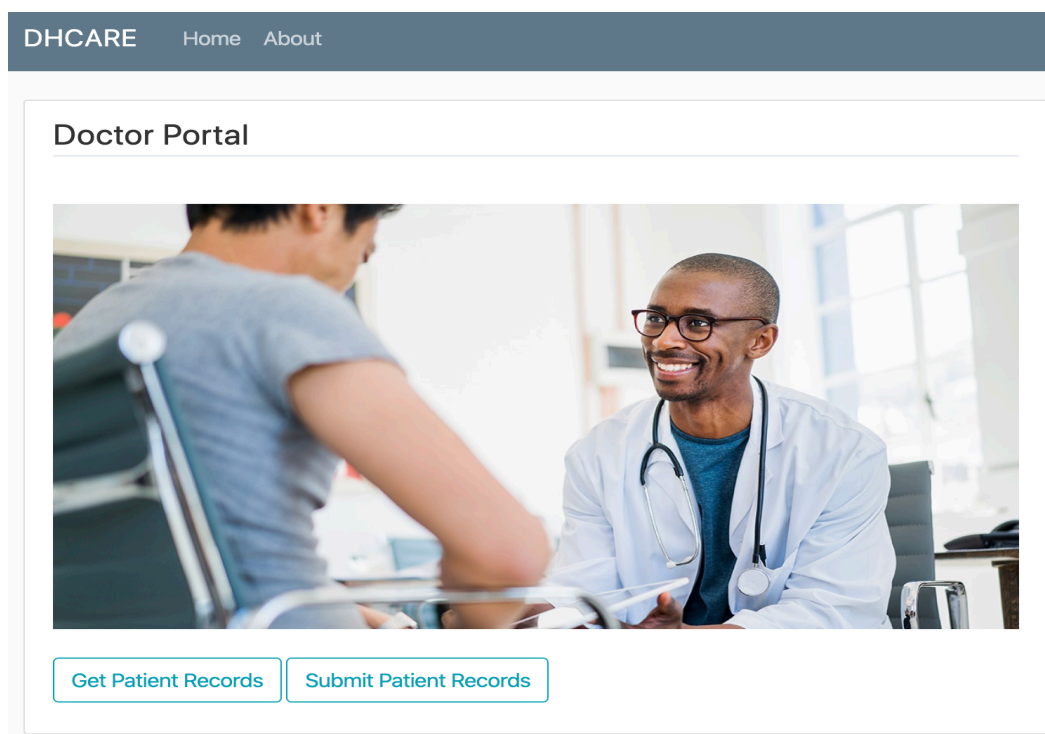 DHCARE Home About
Doctor Portal
Get Patient Records Submit Patient Records